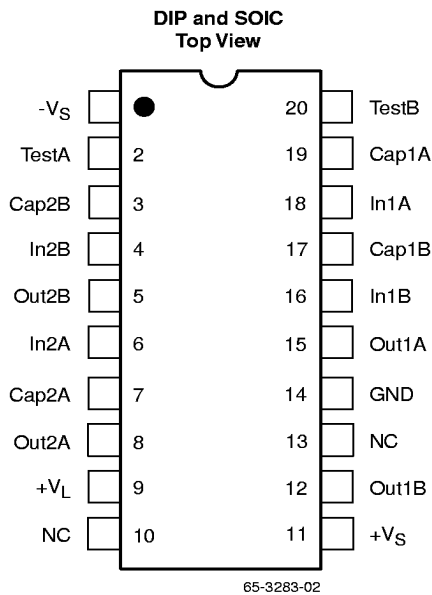 DIP and SOIC
Top View
-VS 20 TestB
TestA 2 19 Cap1A
Cap2B 3 18 In1A
In2B 4 17 Cap1B
Out2B 5 16 In1B
In2A 6 15 Out1A
Cap2A 7 14 GND
Out2A 8 13 NC
+VL 9 12 Out1B
NC 10 11 +VS
65-3283-02